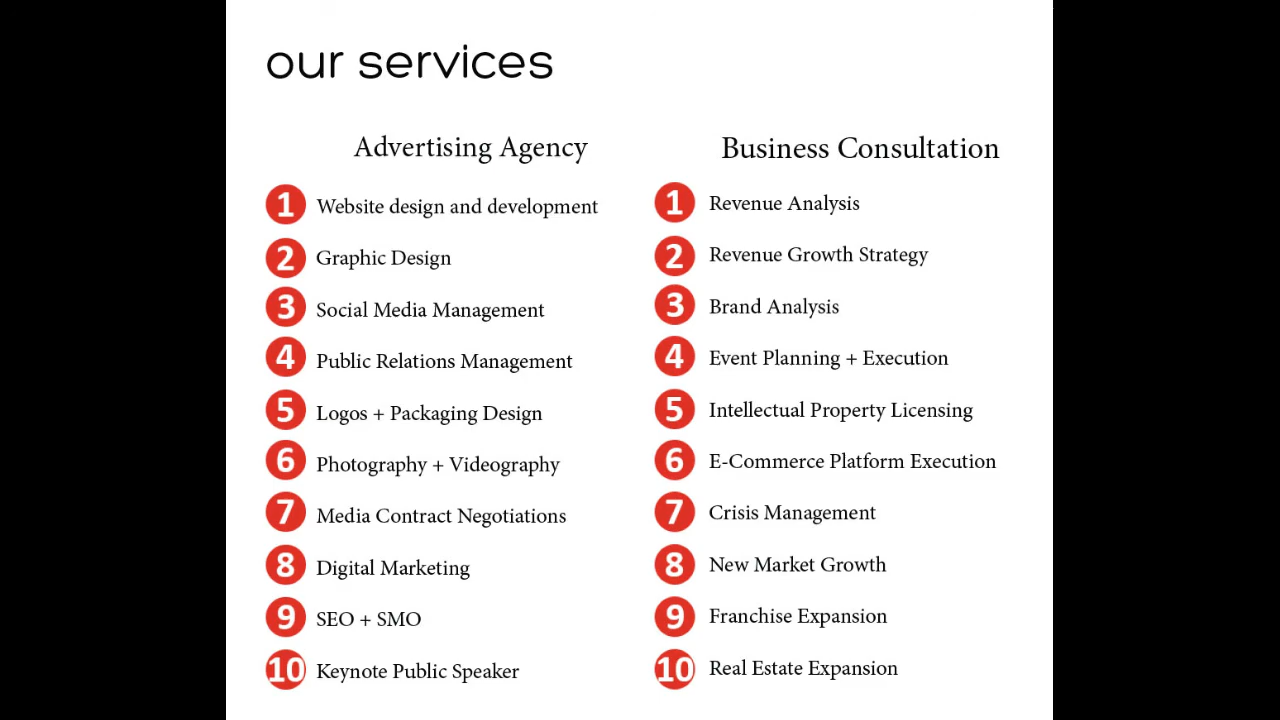 our services
Advertising Agency
1 Website design and development
2 Graphic Design
3 Social Media Management
4 Public Relations Management
5 Logos + Packaging Design
6 Photography + Videography
7 Media Contract Negotiations
8 Digital Marketing
9 SEO + SMO
10 Keynote Public Speaker
Business Consultation
1 Revenue Analysis
2 Revenue Growth Strategy
3 Brand Analysis
4 Event Planning + Execution
5 Intellectual Property Licensing
6 E-Commerce Platform Execution
7 Crisis Management
8 New Market Growth
9 Franchise Expansion
10 Real Estate Expansion